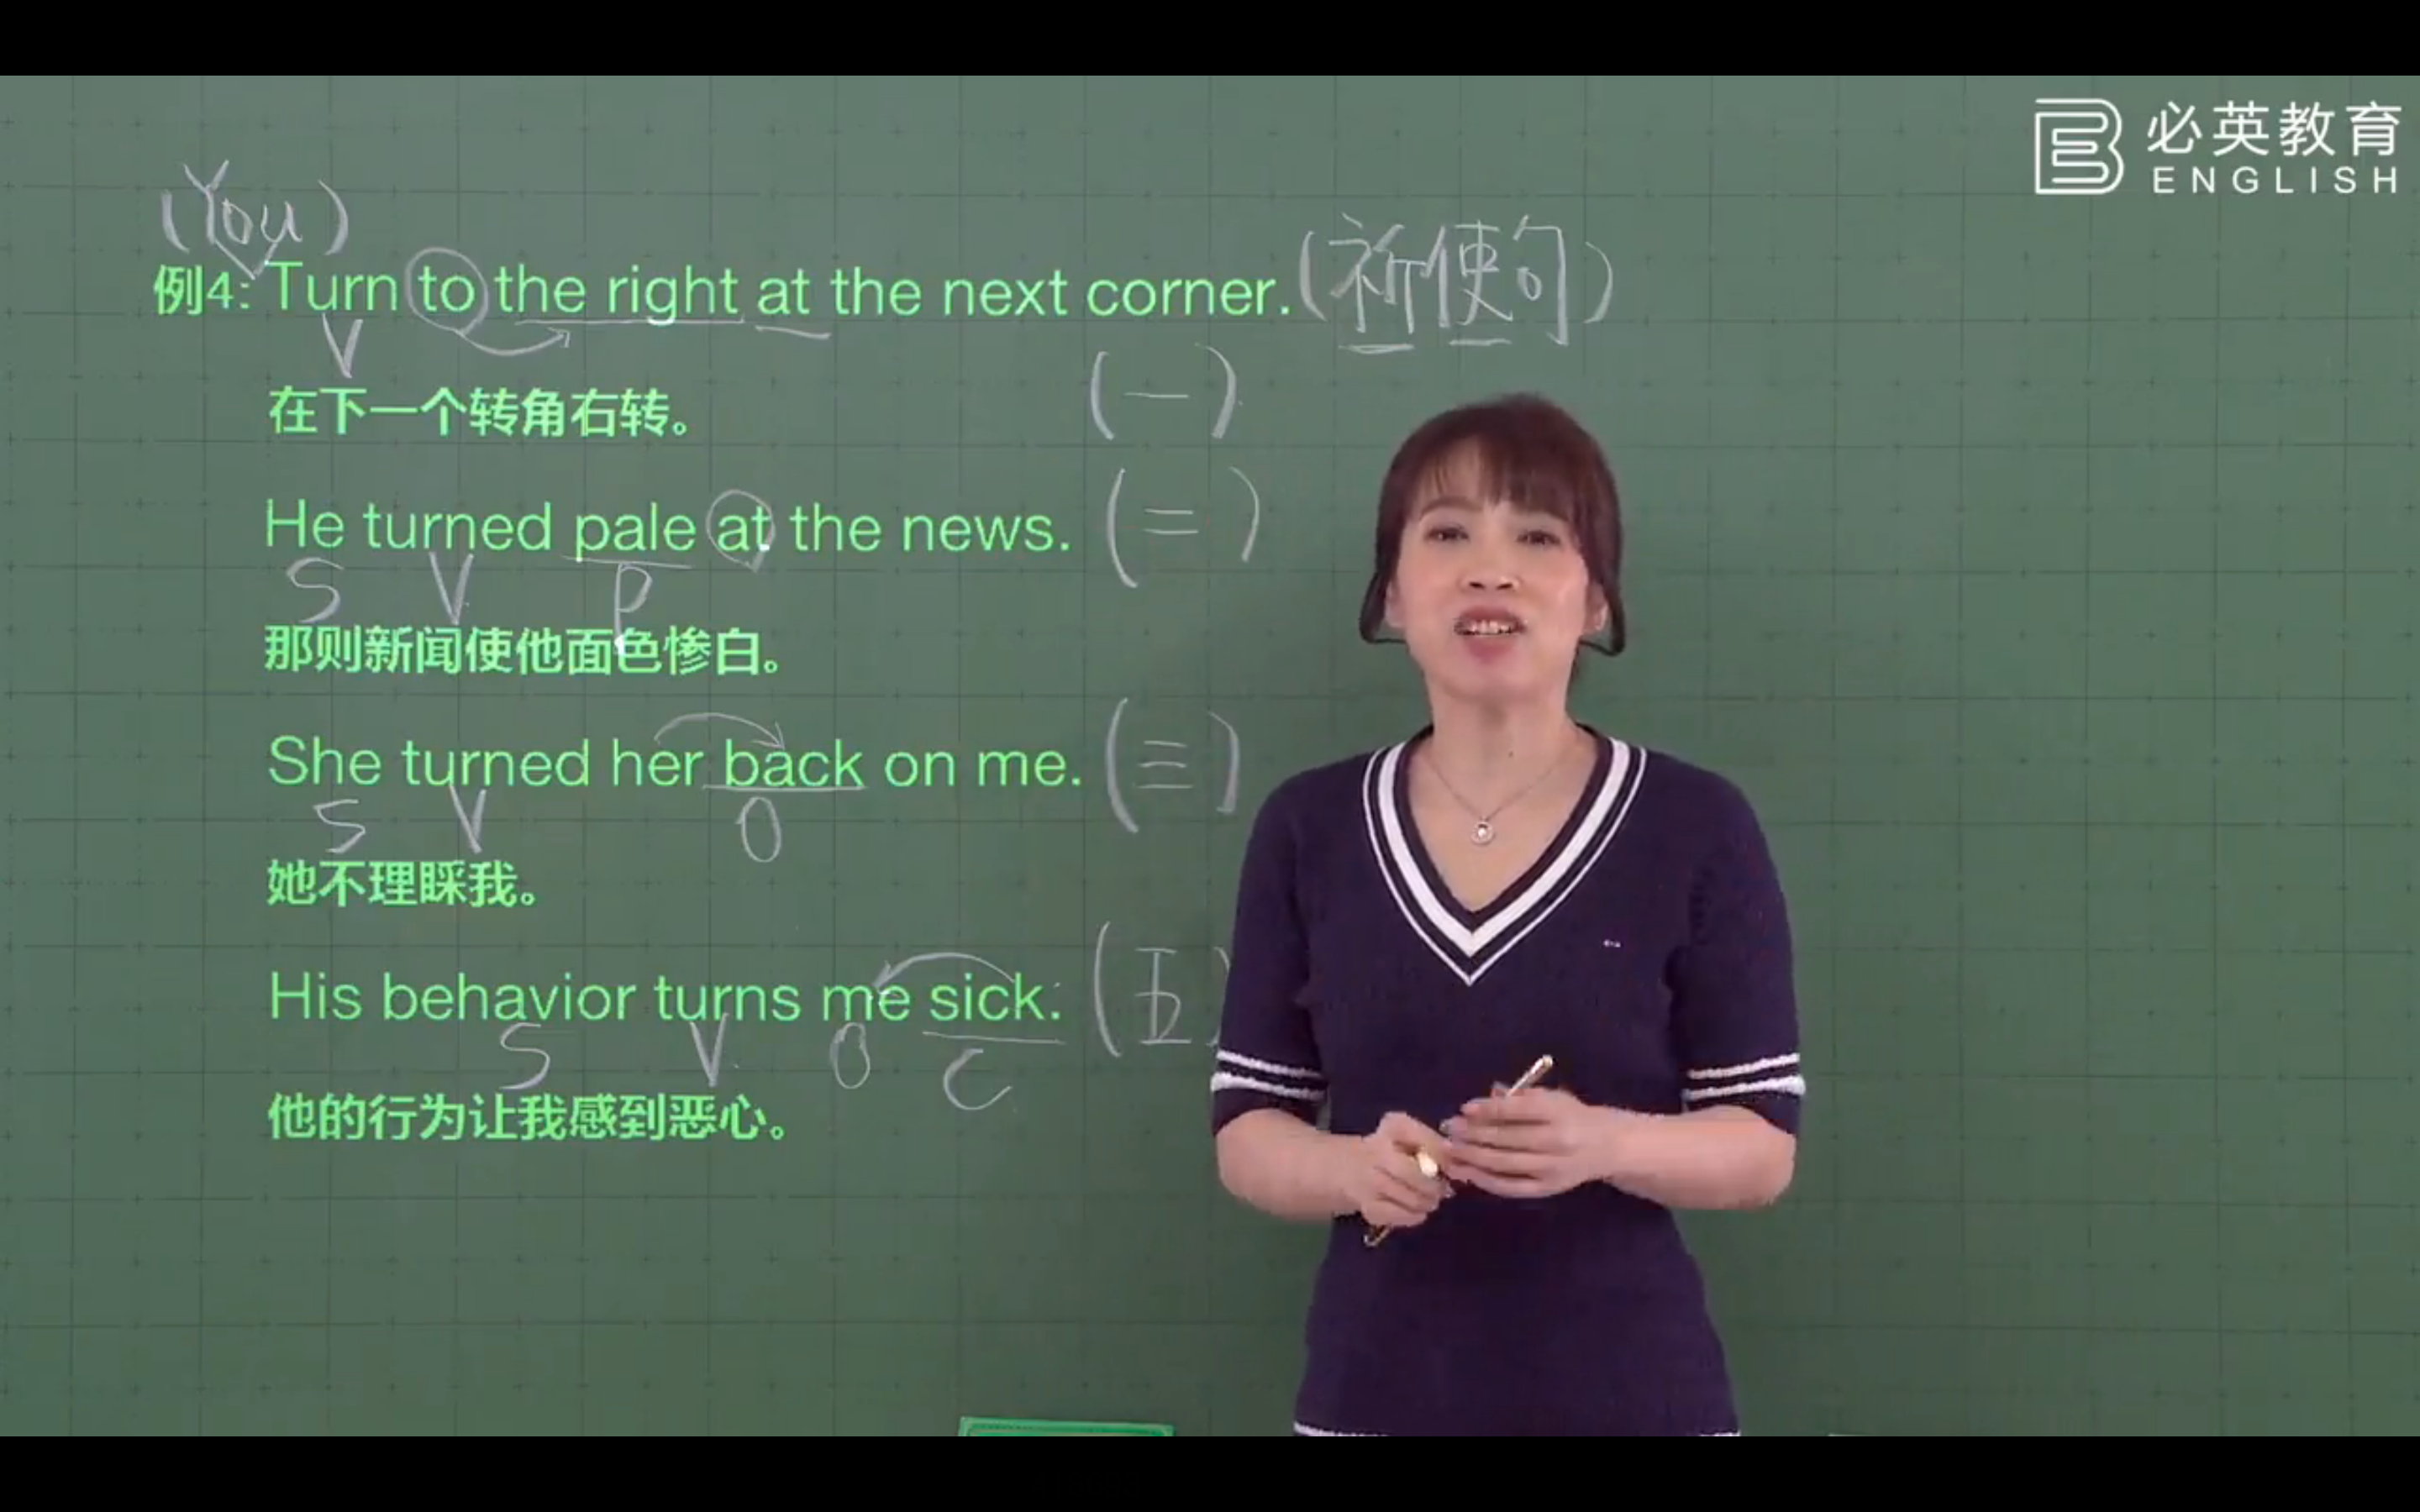 必英教育
ENGLISH
(You)
例4: Turn to the right at the next corner. (祈使句)
V
在下一个转角右转。 (一)
He turned pale at the news. (二)
S V P
那则新闻使他面色惨白。
She turned her back on me. (三)
S V O
她不理睬我。
His behavior turns me sick. (五)
S V O C
他的行为让我感到恶心。